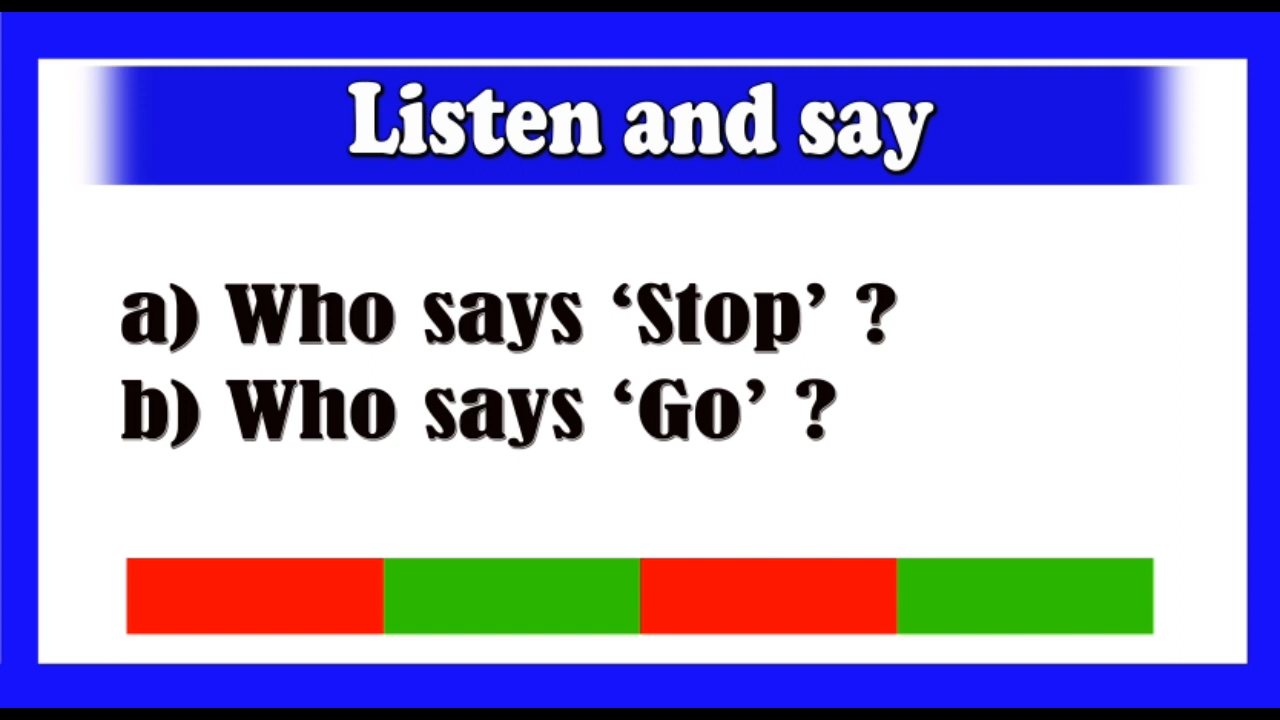 Listen and say
a) Who says ‘Stop’ ?
b) Who says ‘Go’ ?